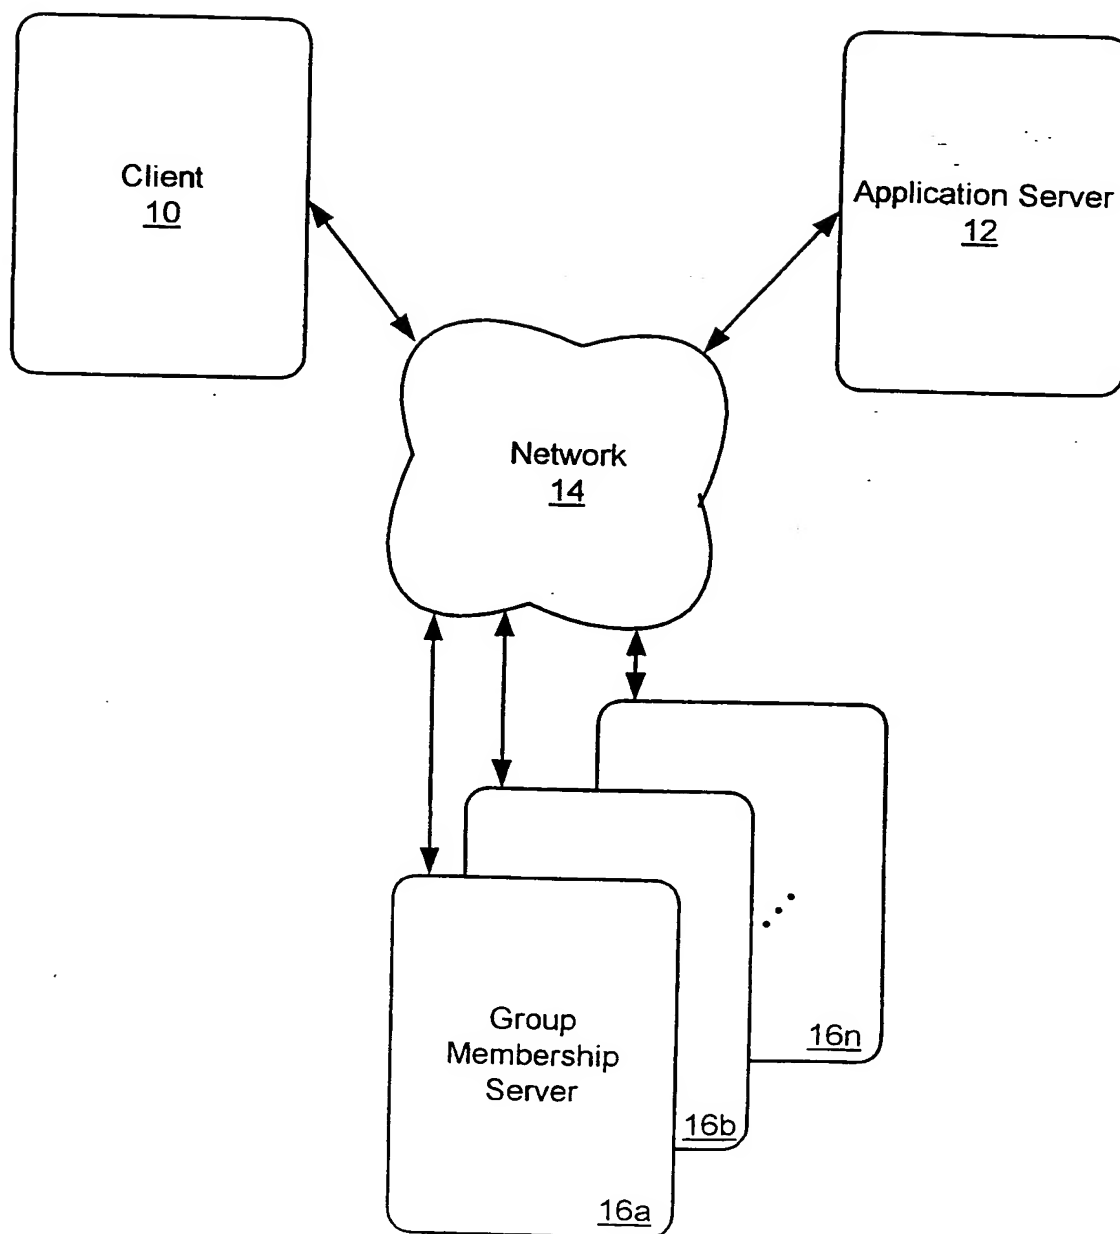 Client
10
Application Server
12
Network
14
Group
Membership
Server
16a
16b
16n